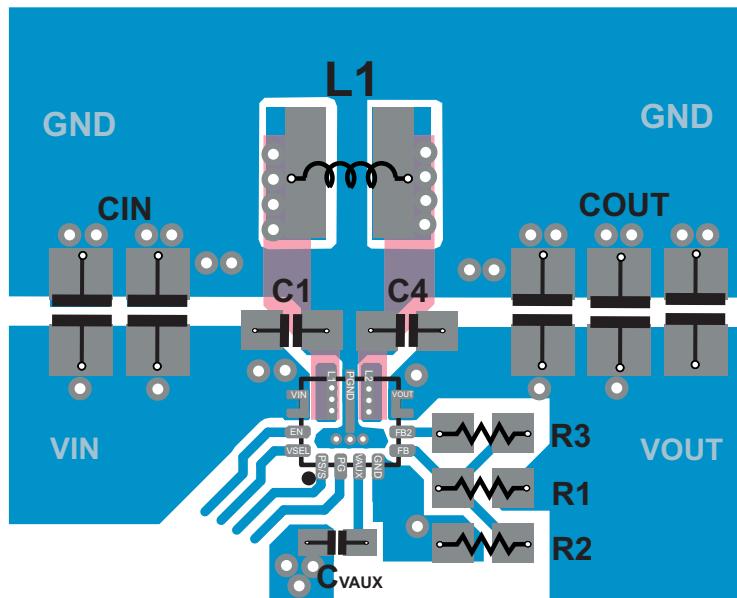 L1
GND
GND
CIN
COUT
C1
C4
L1
PGND
L2
VIN
VOUT
EN
FB2
VSEL
FB
PS/S
PG
VAUX
GND
VIN
VOUT
R3
R1
R2
CVAUX